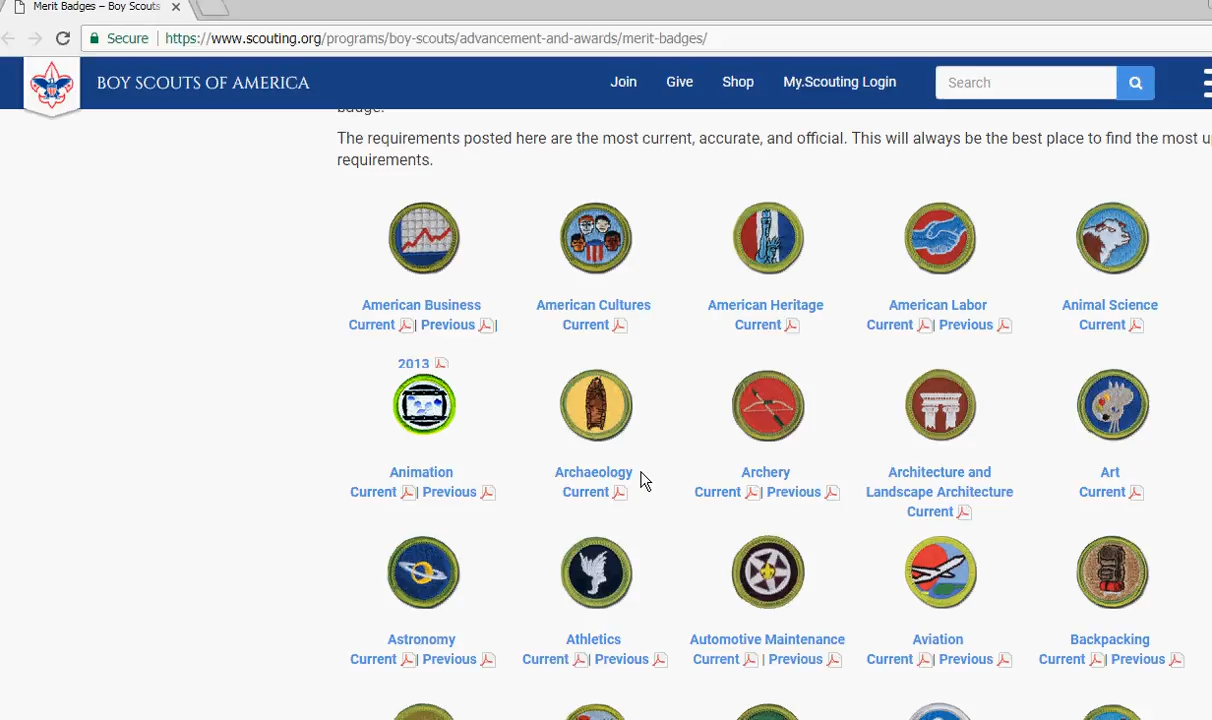 Merit Badges – Boy Scouts
Secure | https://www.scouting.org/programs/boy-scouts/advancement-and-awards/merit-badges/
BOY SCOUTS OF AMERICA Join Give Shop My.Scouting Login Search
badge.
The requirements posted here are the most current, accurate, and official. This will always be the best place to find the most
requirements.
American Business American Cultures American Heritage American Labor Animal Science
Current | Previous | Current Current Current | Previous Current
2013
Animation Archaeology Archery Architecture and Art
Current | Previous Current Current | Previous Landscape Architecture Current
Current
Astronomy Athletics Automotive Maintenance Aviation Backpacking
Current | Previous Current | Previous Current | Previous Current | Previous Current | Previous